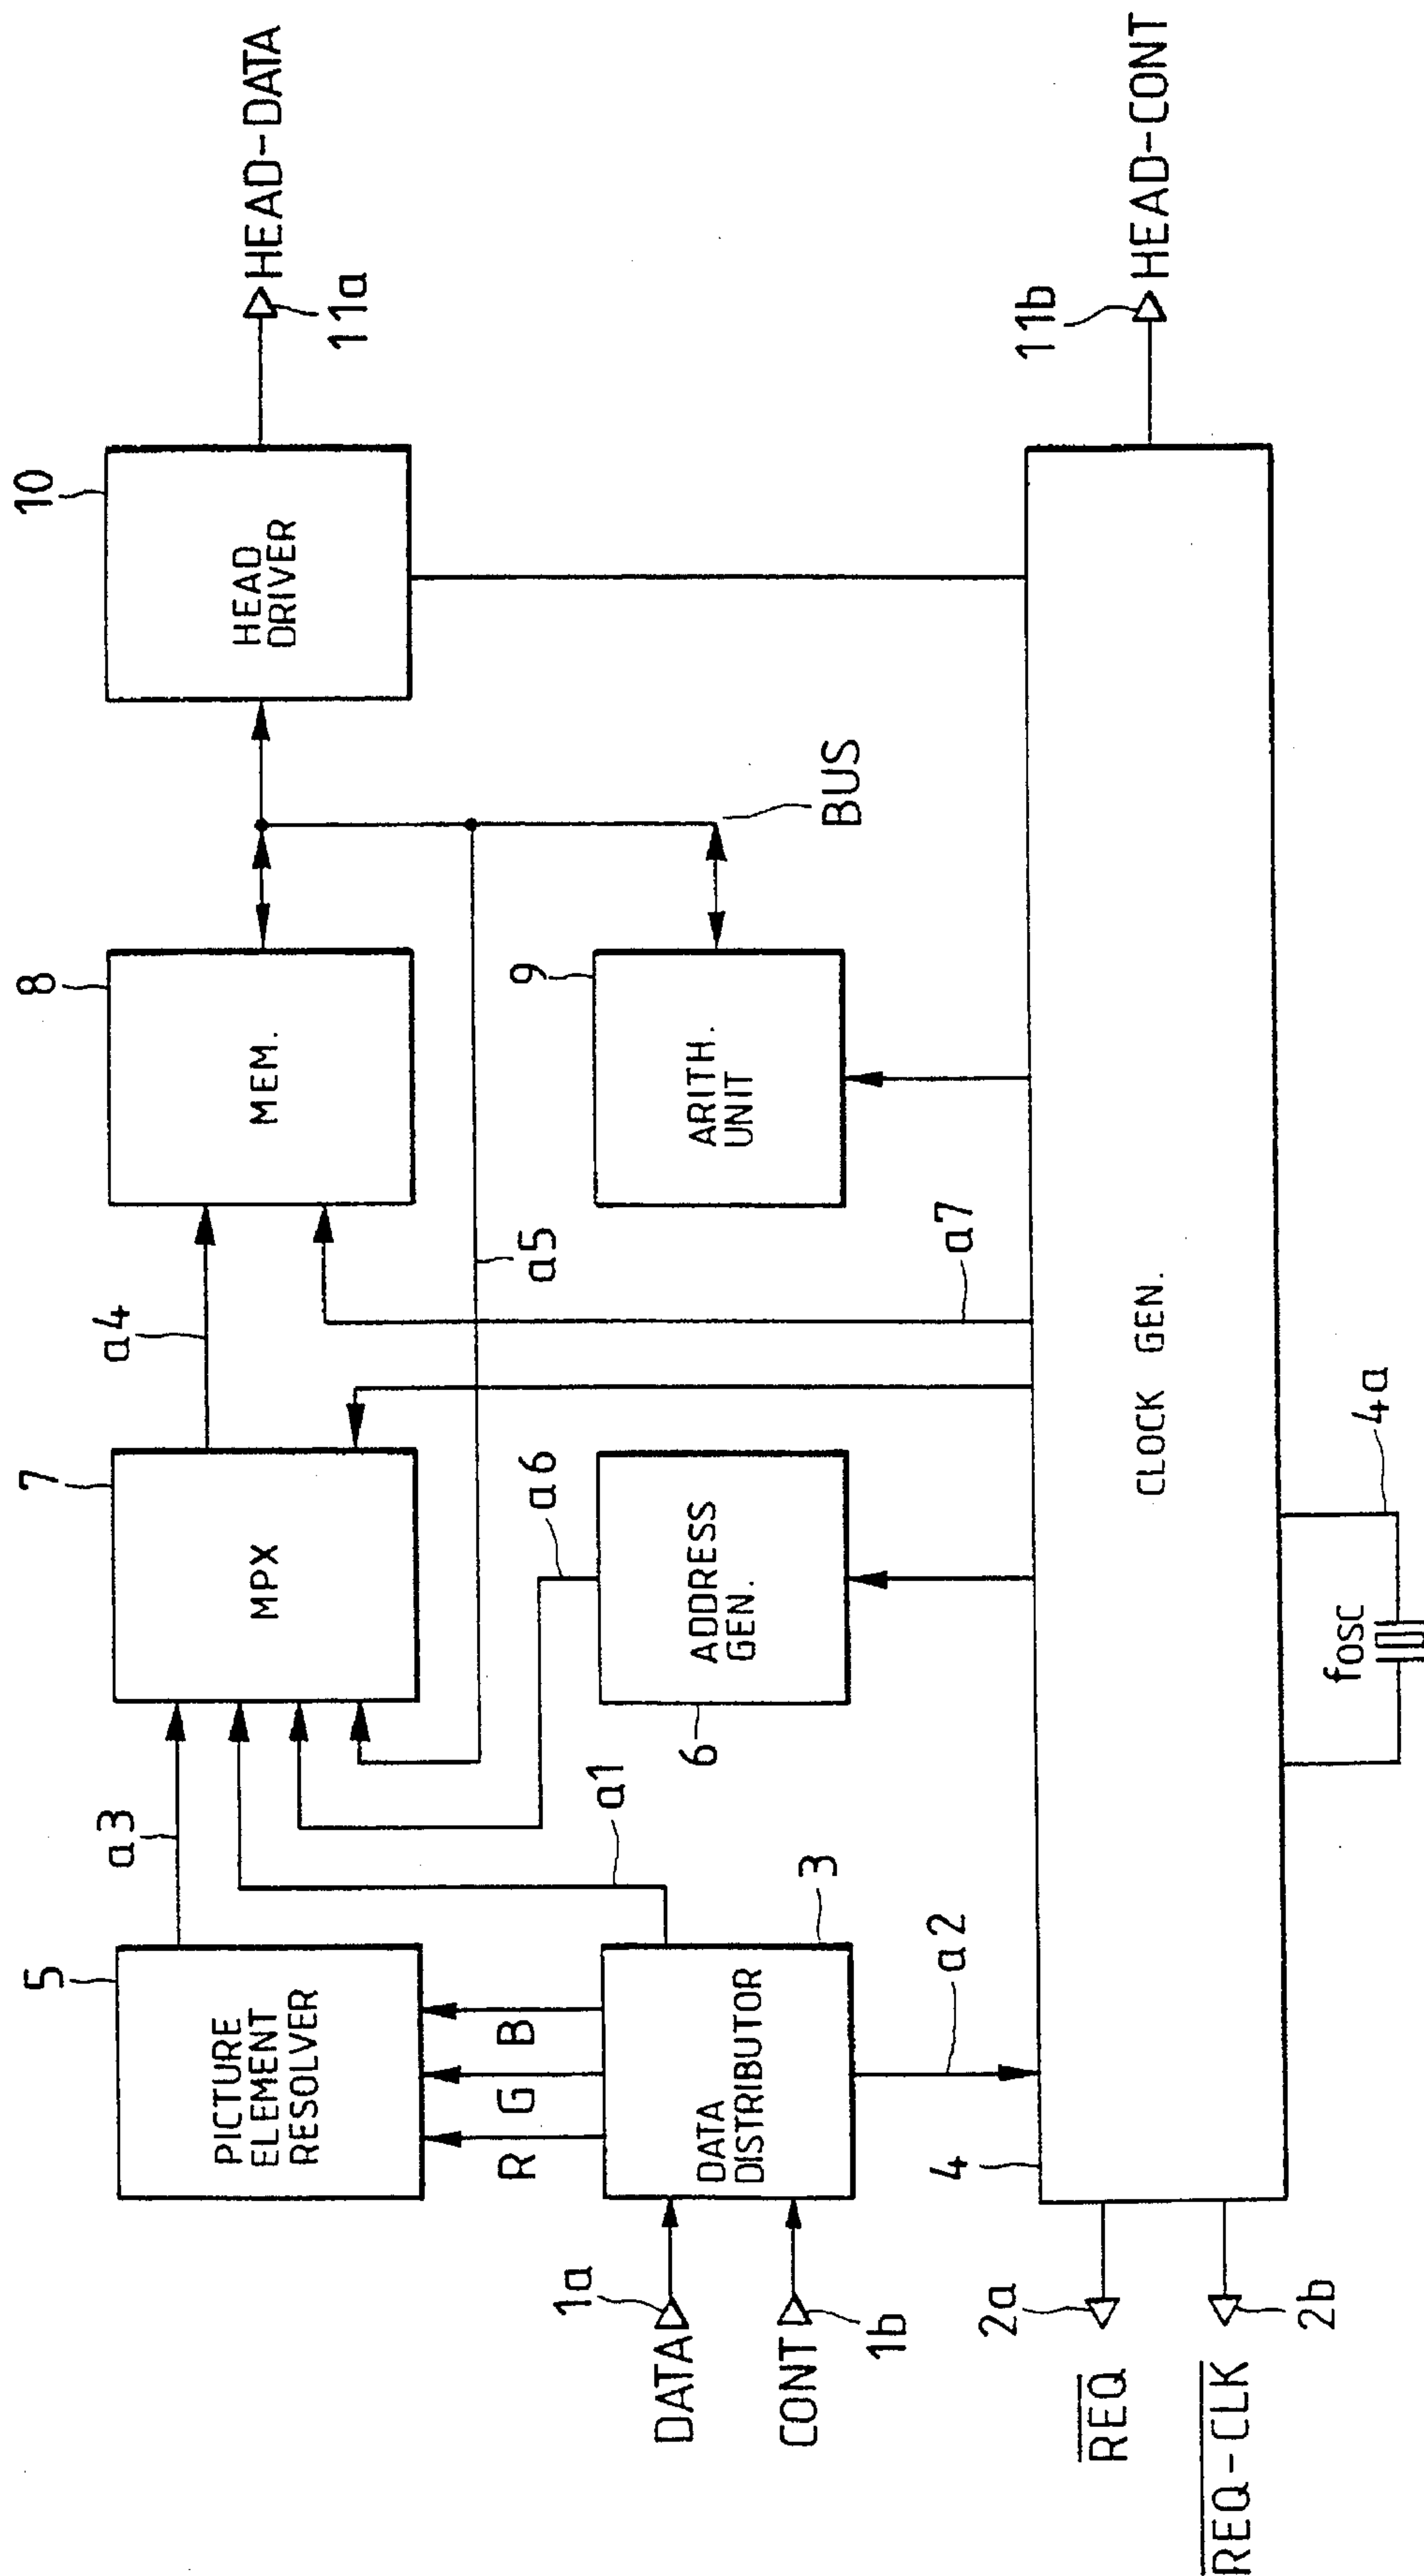 10
HEAD
DRIVER
HEAD-DATA
11a
8
MEM.
7
MPX
a4
a3
5
PICTURE
ELEMENT
RESOLVER
BUS
9
ARITH.
UNIT
a5
a6
ADDRESS
GEN.
6
a1
R
G
B
3
DATA
DISTRIBUTOR
1a
DATA
CONT
1b
a2
a7
4
CLOCK GEN.
11b
HEAD-CONT
2a
REQ
2b
REQ-CLK
fosc
4a